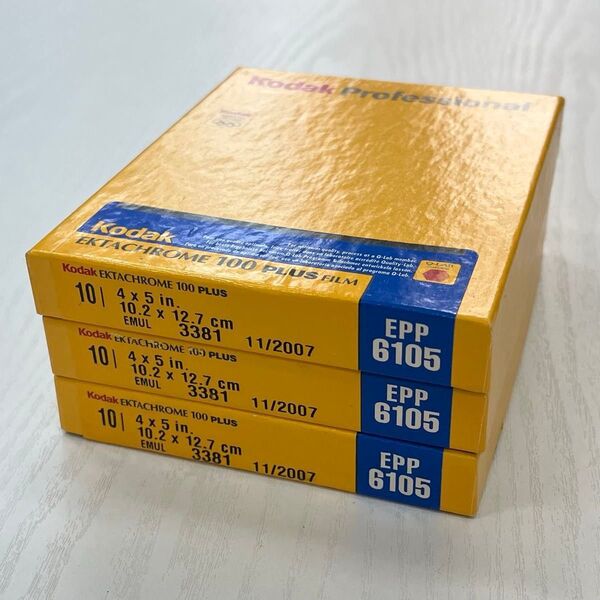 Kodak Professional
Kodak
EKTACHROME 100 PLUS FILM
Kodak EKTACHROME 100 PLUS
10 | 4 x 5 in.
10.2 x 12.7 cm
EMUL 3381 11/2007
EPP
6105
Kodak EKTACHROME 100 PLUS
10 | 4 x 5 in.
10.2 x 12.7 cm
EMUL 3381 11/2007
EPP
6105
Kodak EKTACHROME 100 PLUS
10 | 4 x 5 in.
10.2 x 12.7 cm
EMUL 3381 11/2007
EPP
6105